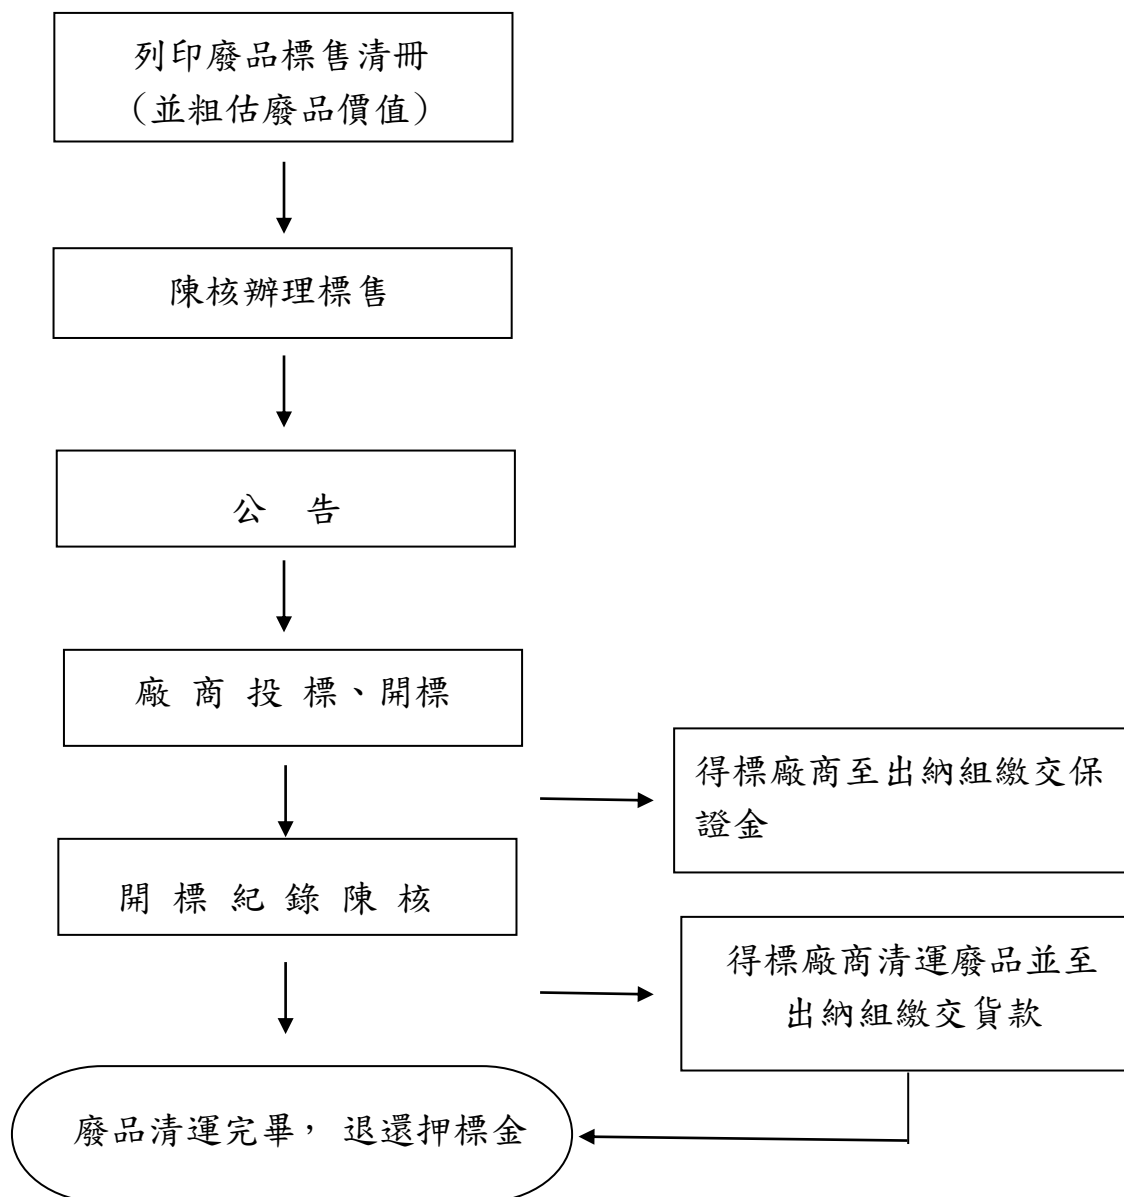 列印廢品標售清冊
（並粗估廢品價值）
陳核辦理標售
公　告
廠 商 投 標、開標
得標廠商至出納組繳交保
證金
開 標 紀 錄 陳 核
得標廠商清運廢品並至
出納組繳交貨款
廢品清運完畢， 退還押標金